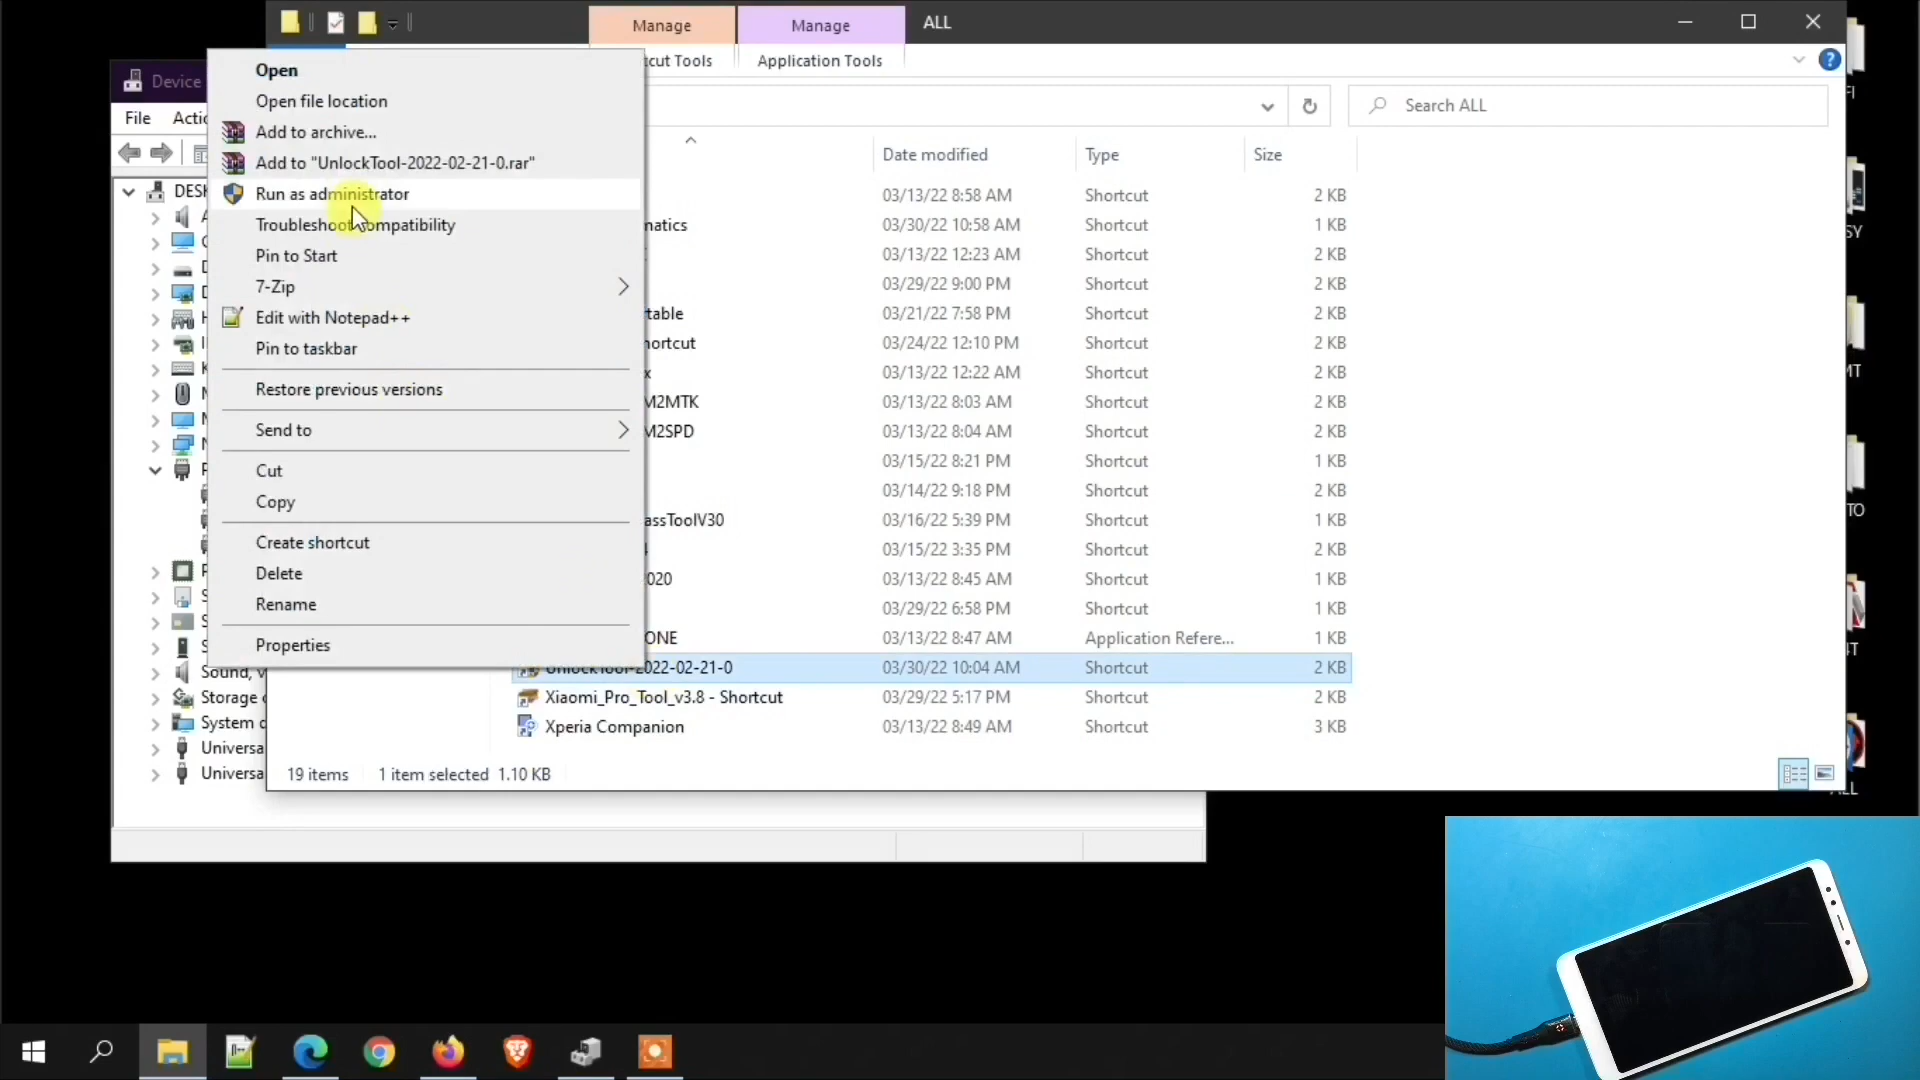 Manage
Manage
ALL
Shortcut Tools
Application Tools
Device
File
Search ALL
Open
Open file location
Add to archive...
Add to "UnlockTool-2022-02-21-0.rar"
Run as administrator
Troubleshoot compatibility
Pin to Start
7-Zip
Edit with Notepad++
Pin to taskbar
Restore previous versions
Send to
Cut
Copy
Create shortcut
Delete
Rename
Properties
Date modified
Type
Size
03/13/22 8:58 AM Shortcut 2 KB
matics 03/30/22 10:58 AM Shortcut 1 KB
03/13/22 12:23 AM Shortcut 2 KB
03/29/22 9:00 PM Shortcut 2 KB
table 03/21/22 7:58 PM Shortcut 2 KB
hortcut 03/24/22 12:10 PM Shortcut 2 KB
x 03/13/22 12:22 AM Shortcut 2 KB
M2MTK 03/13/22 8:03 AM Shortcut 2 KB
M2SPD 03/13/22 8:04 AM Shortcut 2 KB
03/15/22 8:21 PM Shortcut 1 KB
03/14/22 9:18 PM Shortcut 2 KB
assToolV30 03/16/22 5:39 PM Shortcut 1 KB
4 03/15/22 3:35 PM Shortcut 2 KB
020 03/13/22 8:45 AM Shortcut 1 KB
03/29/22 6:58 PM Shortcut 1 KB
ONE 03/13/22 8:47 AM Application Refere... 1 KB
UnlockTool-2022-02-21-0 03/30/22 10:04 AM Shortcut 2 KB
Xiaomi_Pro_Tool_v3.8 - Shortcut 03/29/22 5:17 PM Shortcut 2 KB
Xperia Companion 03/13/22 8:49 AM Shortcut 3 KB
Sound, v
Storage c
System d
Universa
Universa
19 items 1 item selected 1.10 KB
ALL